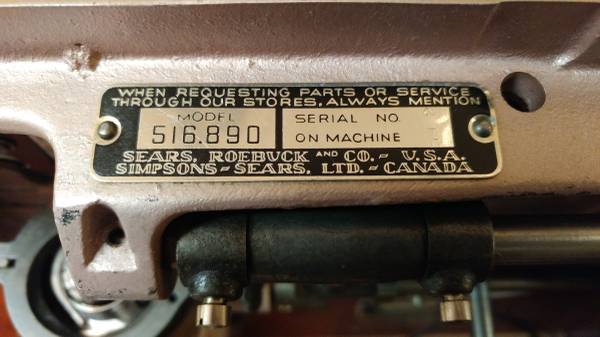 WHEN REQUESTING PARTS OR SERVICE
THROUGH OUR STORES, ALWAYS MENTION
MODEL
516.890
SERIAL NO.
ON MACHINE
SEARS, ROEBUCK AND CO. - U.S.A.
SIMPSONS - SEARS, LTD. - CANADA